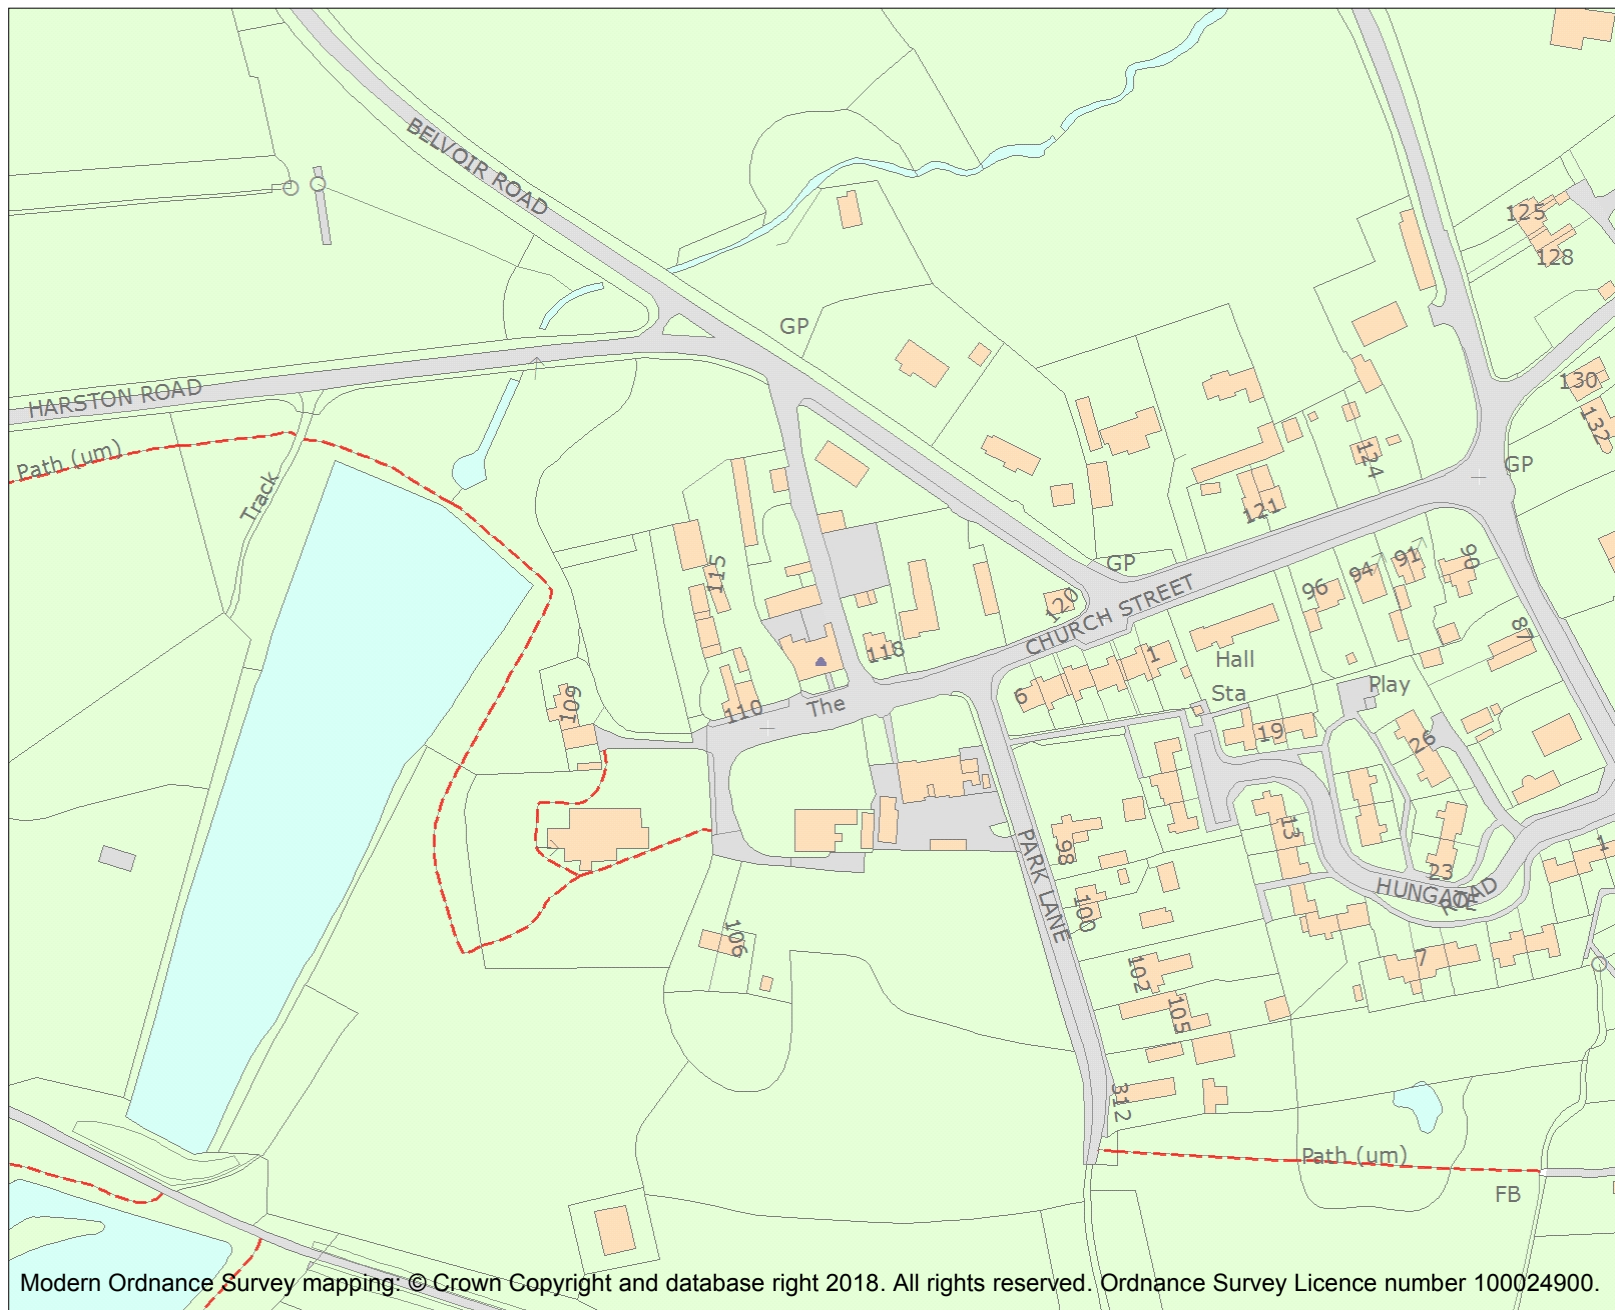 BELVOIR ROAD
125
128
GP
HARSTON ROAD
130
132
Path (um)
124
GP
Track
121
115
GP
91
90
94
96
120
CHURCH STREET
87
118
1
Hall
Play
109
6
Sta
110
The
19
26
13
98
PARK LANE
1
23
HUNGATE
ROAD
100
106
7
102
105
312
Path (um)
FB
Modern Ordnance Survey mapping: © Crown Copyright and database right 2018. All rights reserved. Ordnance Survey Licence number 100024900.